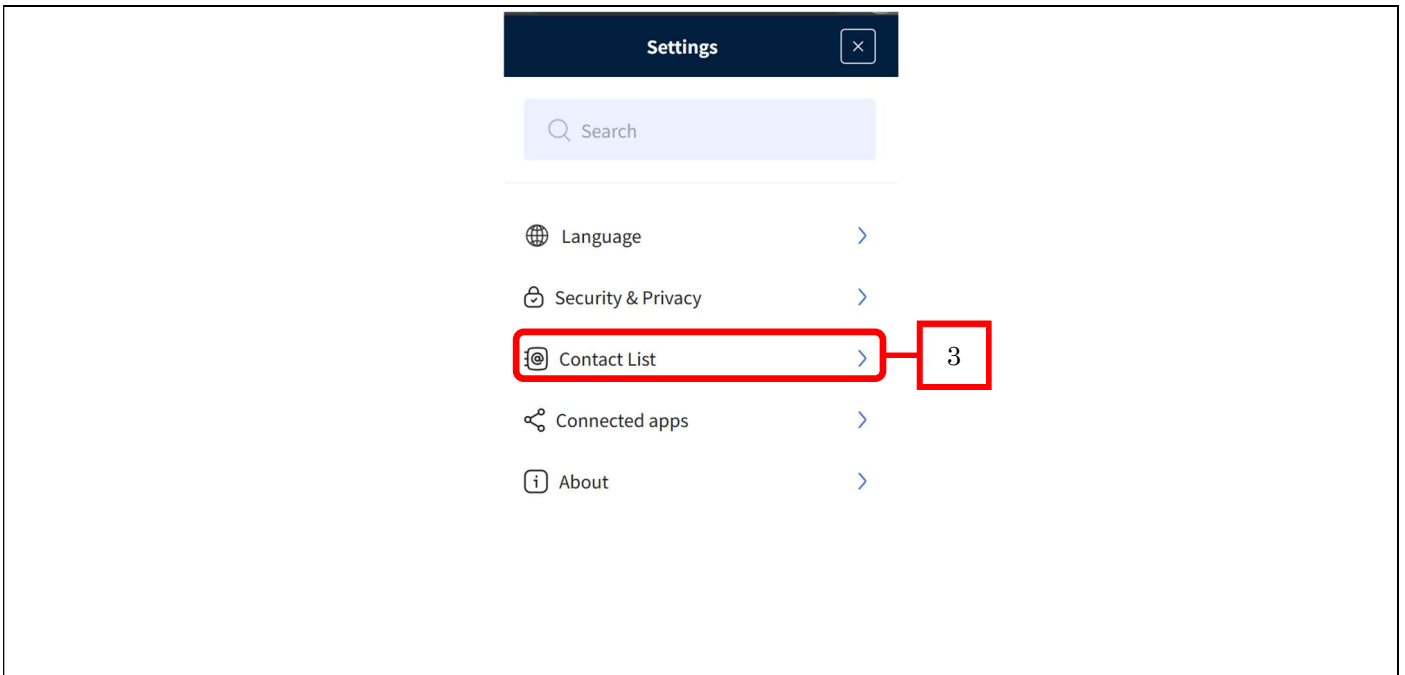 Settings
Search
Language
Security & Privacy
Contact List
3
Connected apps
About